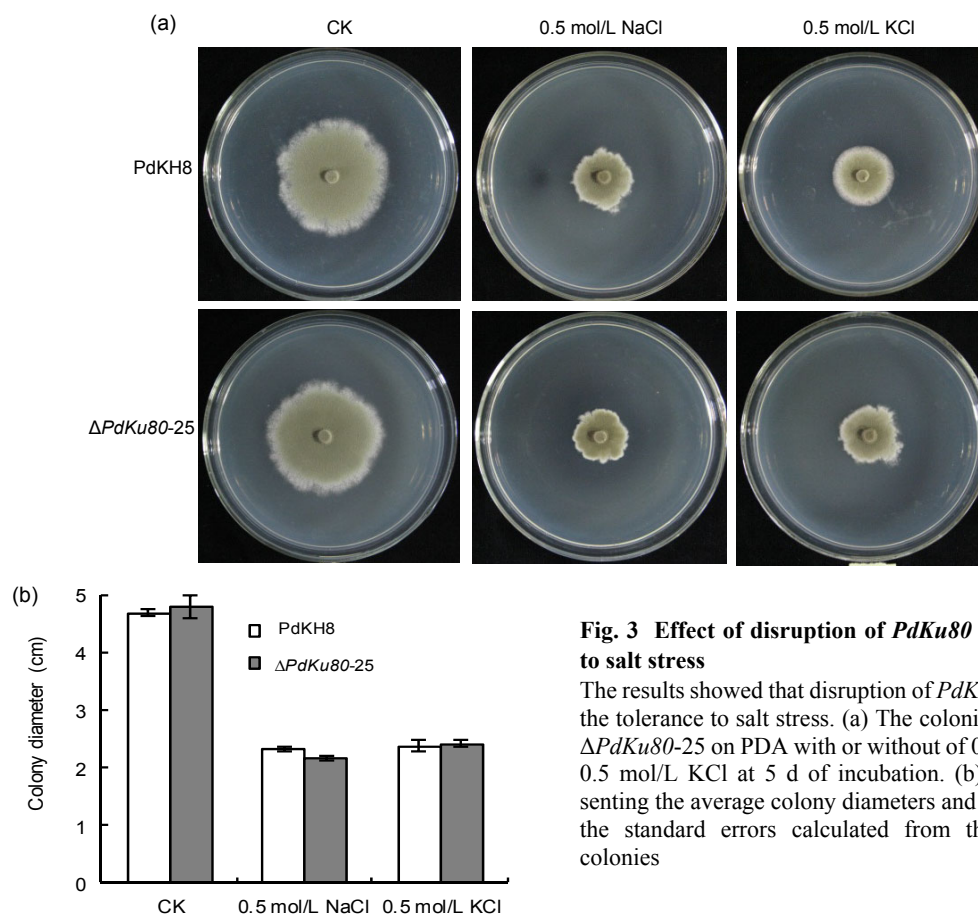 (a)
CK 0.5 mol/L NaCl 0.5 mol/L KCl
PdKH8
ΔPdKu80-25
(b)
5
4
3
2
1
0
Colony diameter (cm)
PdKH8
ΔPdKu80-25
CK 0.5 mol/L NaCl 0.5 mol/L KCl
Fig. 3 Effect of disruption of PdKu80
to salt stress
The results showed that disruption of PdK
the tolerance to salt stress. (a) The coloni
ΔPdKu80-25 on PDA with or without of 0
0.5 mol/L KCl at 5 d of incubation. (b)
senting the average colony diameters and
the standard errors calculated from th
colonies